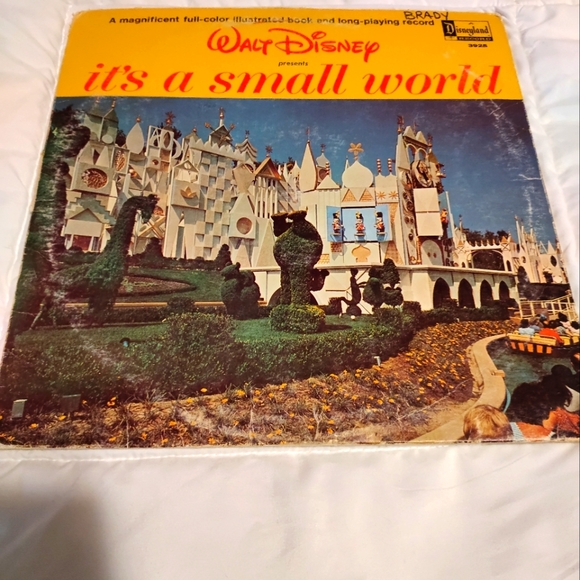 A magnificent full-color illustrated book and long-playing record
BRADY
Disneyland
3925
Walt Disney
presents
it's a small world